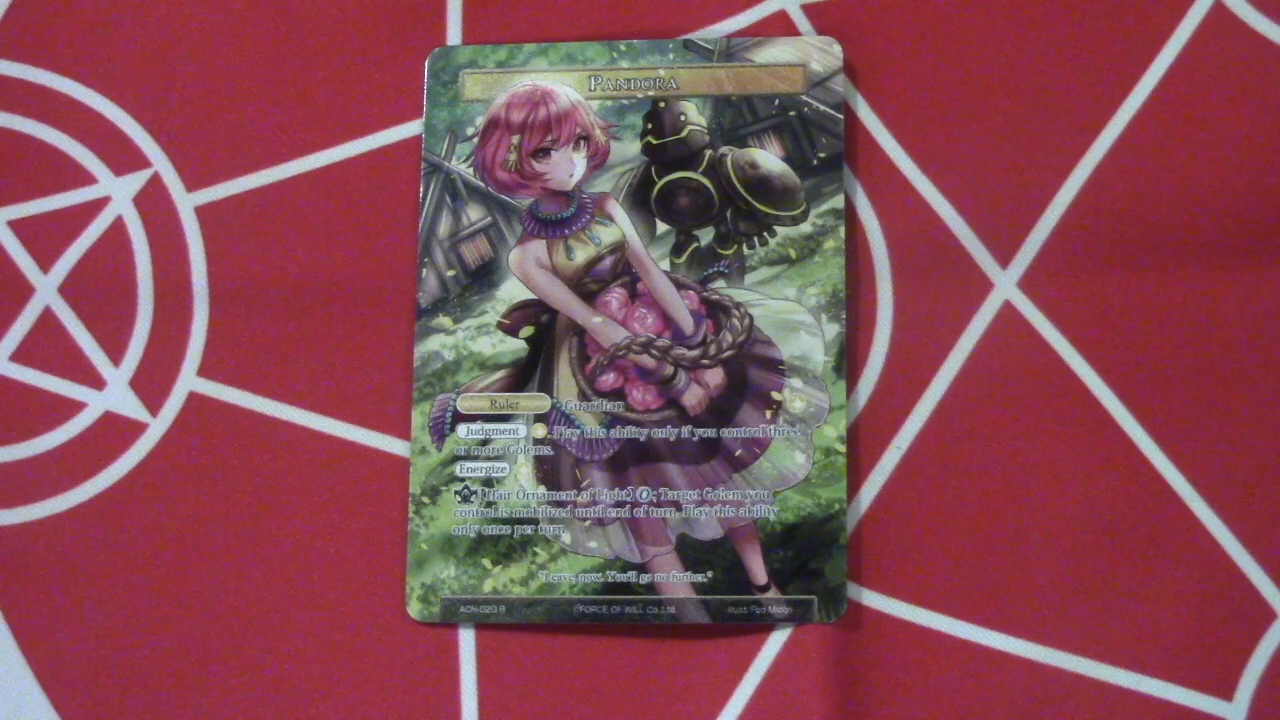 PANDORA
Ruler Guardian
Judgment Play this ability only if you control three
or more Golems.
Energize
[Hair Ornament of Light] 0: Target Golem you
control is mobilized until end of turn. Play this ability
only once per turn.
"Leave, now. You'll go no further."
ACN-020 R ©FORCE OF WILL Co.,Ltd. Illust/